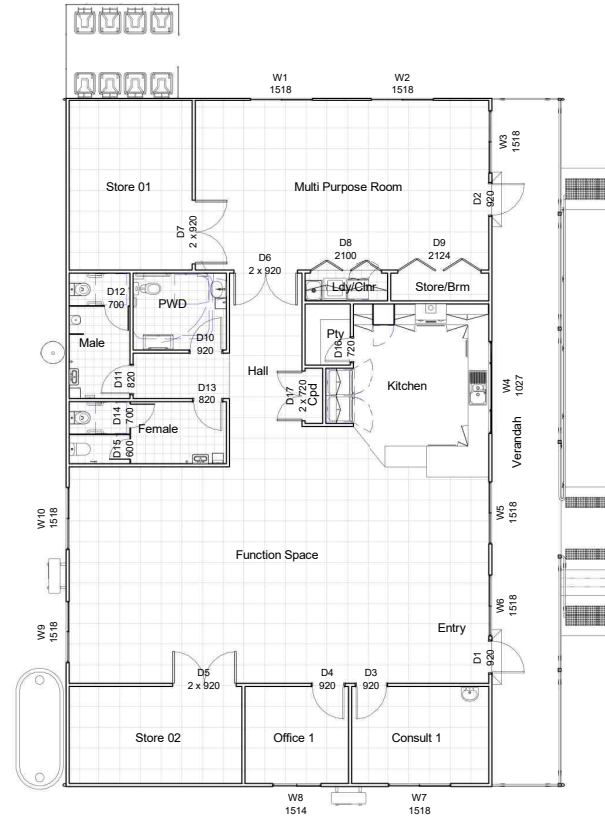 W1
1518
W2
1518
W3
1518
Store 01
Multi Purpose Room
D2
920
D7
2 x 920
D6
2 x 920
D8
2100
D9
2124
Ldy/Clnr
Store/Brm
D12
700
PWD
Male
D10
920
Pty
D16
720
D11
820
Hall
D13
820
D17
2 x 720
Cpd
Kitchen
W4
1027
Verandah
D14
700
D15
600
Female
W10
1518
W5
1518
Function Space
W9
1518
W6
1518
Entry
D1
920
D5
2 x 920
D4
920
D3
920
Store 02
Office 1
Consult 1
W8
1514
W7
1518